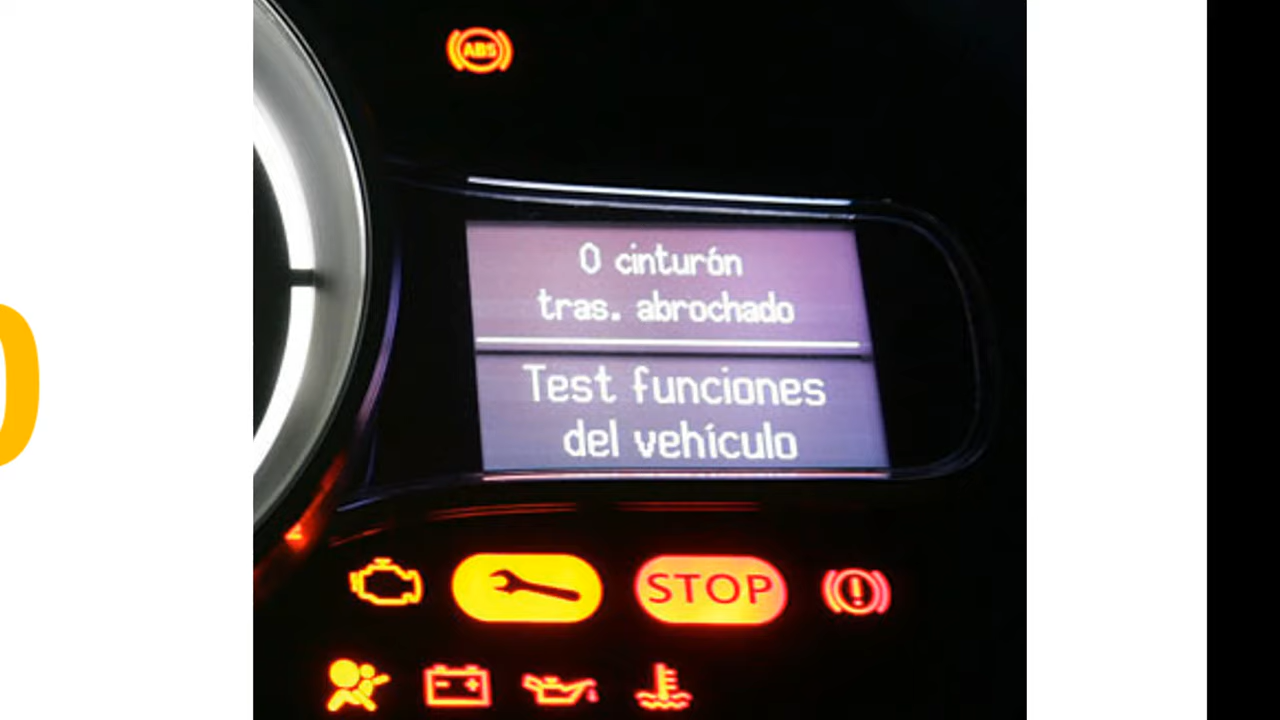 ABS
0 cinturón
tras. abrochado
Test funciones
del vehículo
STOP